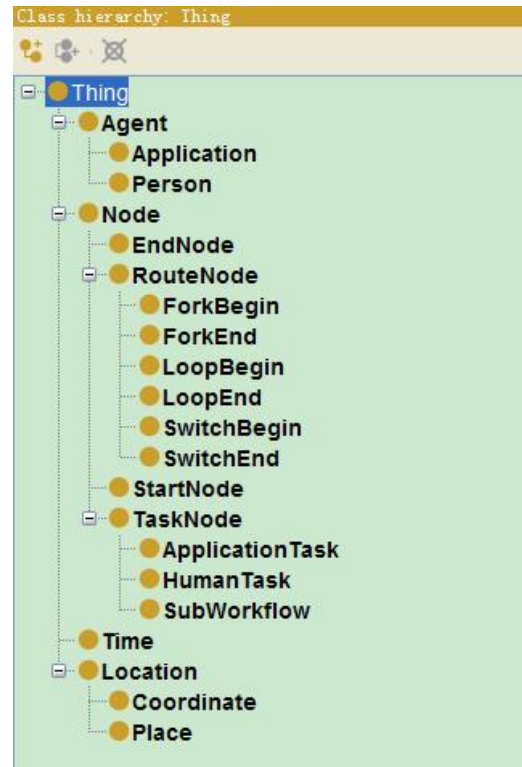 Class hierarchy: Thing
Thing
Agent
Application
Person
Node
EndNode
RouteNode
ForkBegin
ForkEnd
LoopBegin
LoopEnd
SwitchBegin
SwitchEnd
StartNode
TaskNode
ApplicationTask
HumanTask
SubWorkflow
Time
Location
Coordinate
Place